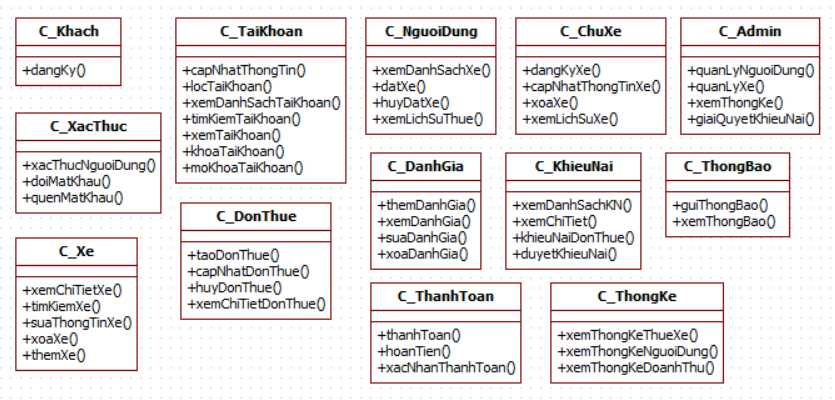 C_Khach
+dangKy()
C_TaiKhoan
+capNhatThongTin()
+locTaiKhoan()
+xemDanhSachTaiKhoan()
+timKiemTaiKhoan()
+xemTaiKhoan()
+khoaTaiKhoan()
+moKhoaTaiKhoan()
C_NguoiDung
+xemDanhSachXe()
+datXe()
+huyDatXe()
+xemLichSuThue()
C_ChuXe
+dangKyXe()
+capNhatThongTinXe()
+xoaXe()
+xemLichSuXe()
C_Admin
+quanLyNguoiDung()
+quanLyXe()
+xemThongKe()
+giaiQuyetKhieuNai()
C_XacThuc
+xacThucNguoiDung()
+doiMatKhau()
+quenMatKhau()
C_DanhGia
+themDanhGia()
+xemDanhGia()
+suaDanhGia()
+xoaDanhGia()
C_KhieuNai
+xemDanhSachKN()
+xemChiTiet()
+khieuNaiDonThue()
+duyetKhieuNai()
C_ThongBao
+guiThongBao()
+xemThongBao()
C_DonThue
+taoDonThue()
+capNhatDonThue()
+huyDonThue()
+xemChiTietDonThue()
C_Xe
+xemChiTietXe()
+timKiemXe()
+suaThongTinXe()
+xoaXe()
+themXe()
C_ThanhToan
+thanhToan()
+hoanTien()
+xacNhanThanhToan()
C_ThongKe
+xemThongKeThueXe()
+xemThongKeNguoiDung()
+xemThongKeDoanhThu()